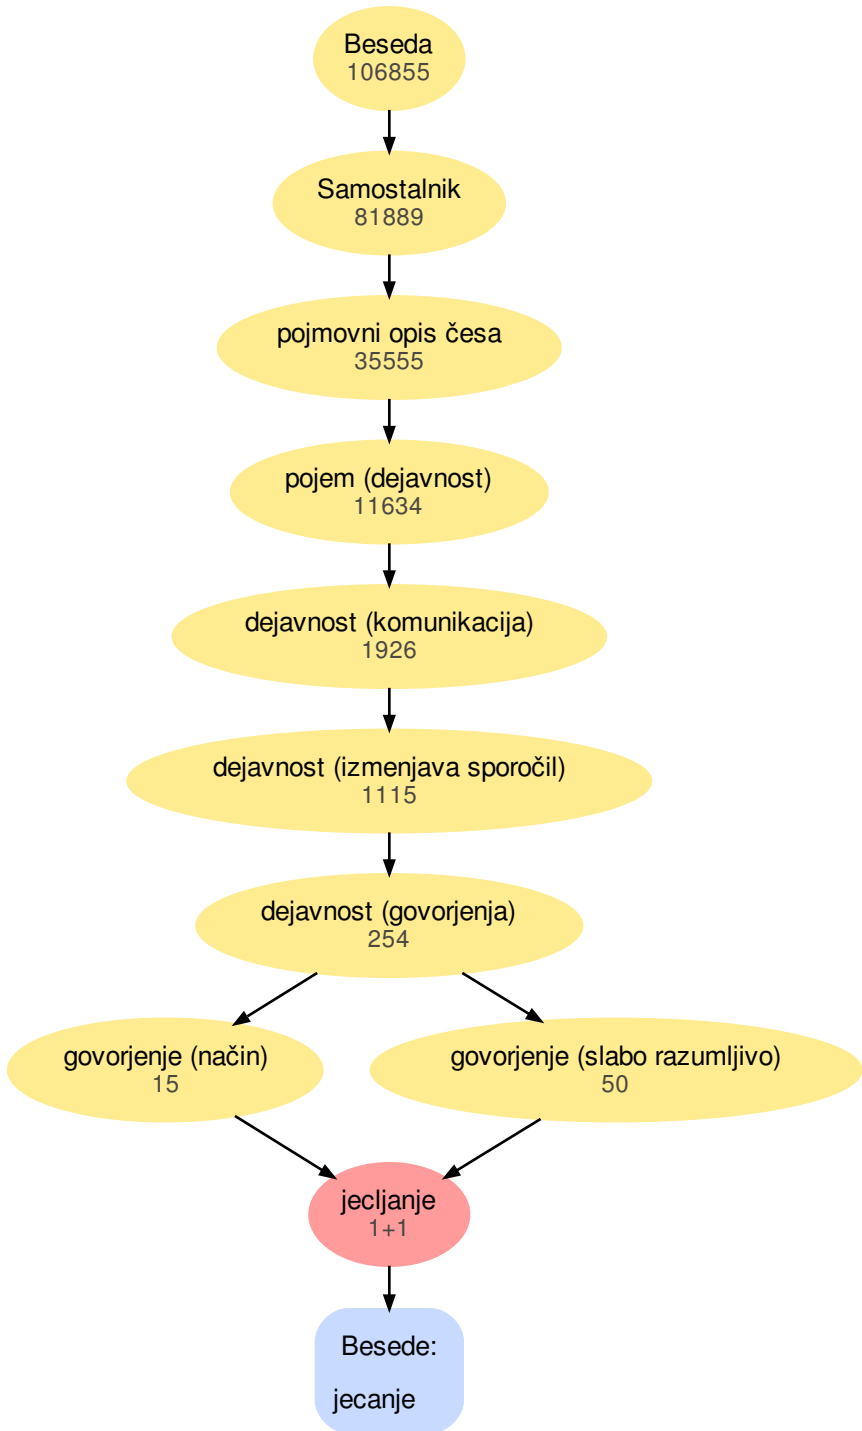 Beseda
106855
Samostalnik
81889
pojmovni opis česa
35555
pojem (dejavnost)
11634
dejavnost (komunikacija)
1926
dejavnost (izmenjava sporočil)
1115
dejavnost (govorjenja)
254
govorjenje (način)
15
govorjenje (slabo razumljivo)
50
jecljanje
1+1
Besede:
jecanje